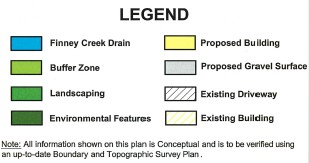 LEGEND
Finney Creek Drain
Proposed Building
Buffer Zone
Proposed Gravel Surface
Landscaping
Existing Driveway
Environmental Features
Existing Building
Note: All information shown on this plan is Conceptual and is to be verified using
an up-to-date Boundary and Topographic Survey Plan.